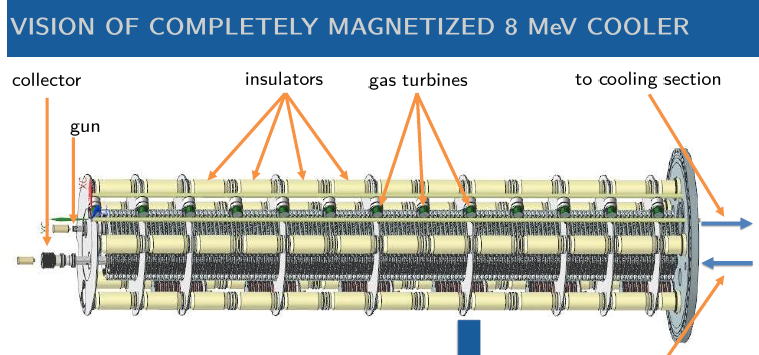 VISION OF COMPLETELY MAGNETIZED 8 MeV COOLER
collector
insulators
gas turbines
to cooling section
gun